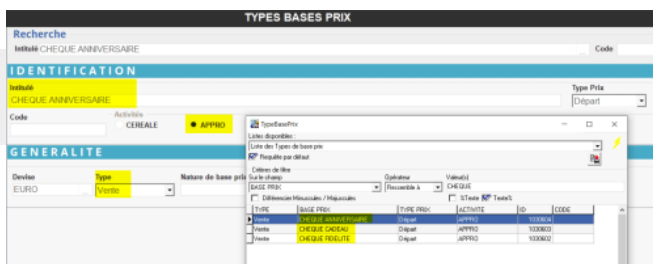 TYPES BASES PRIX
Recherche
Intitulé CHEQUE ANNIVERSAIRE
Code
IDENTIFICATION
Intitulé
CHEQUE ANNIVERSAIRE
Type Prix
Départ
Code
Activités
CEREALE
APPRO
GENERALITE
Devise
Type
Nature de base prix
EURO
Vente
TypeBasePrix
Listes disponibles :
Liste des Types de base prix
Requête par défaut
Critères de filtre
Sur le champ
Opérateur
Valeur(s)
BASE PRIX
Ressemble à
CHEQUE
Différencier Minuscules / Majuscules
%Texte
Texte%
TYPE BASE PRIX TYPE PRIX ACTIVITE ID CODE
Vente CHEQUE ANNIVERSAIRE Départ APPRO 1030604
Vente CHEQUE CADEAU Départ APPRO 1030603
Vente CHEQUE FIDELITE Départ APPRO 1030602